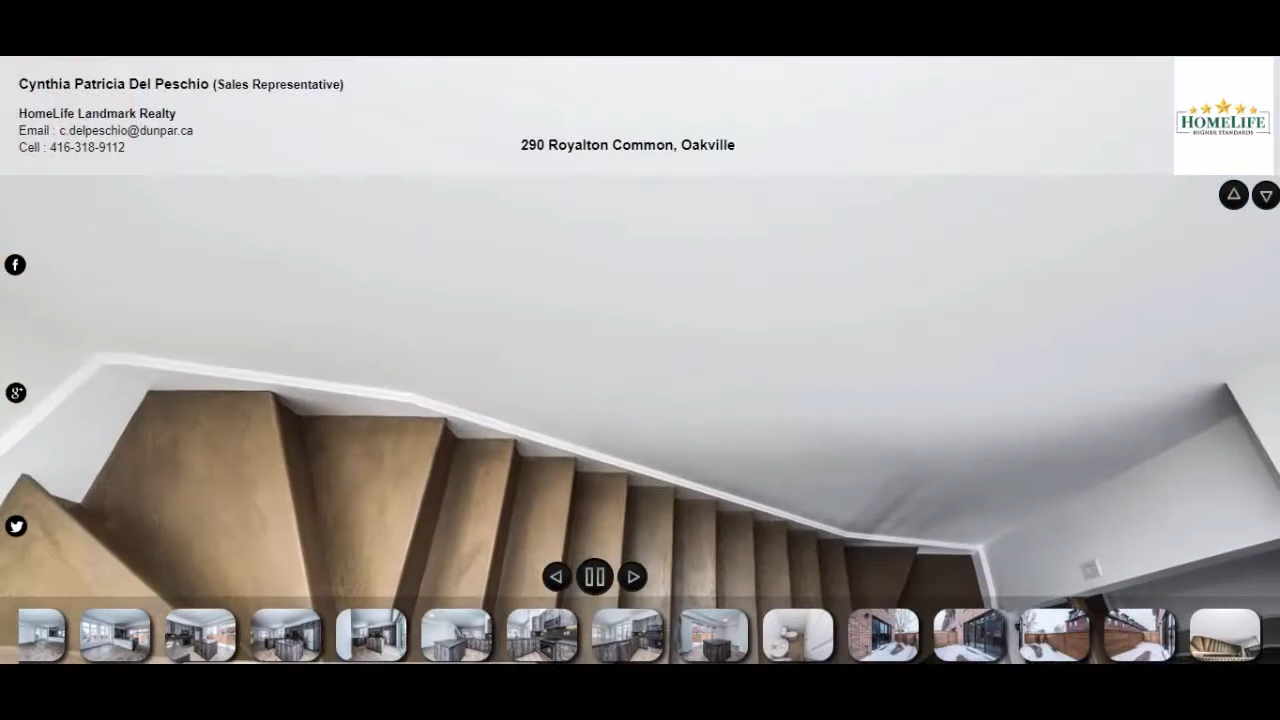 Cynthia Patricia Del Peschio (Sales Representative)
HomeLife Landmark Realty
Email : c.delpeschio@dunpar.ca
Cell : 416-318-9112
290 Royalton Common, Oakville
HOMELIFE
HIGHER STANDARDS
f
g+